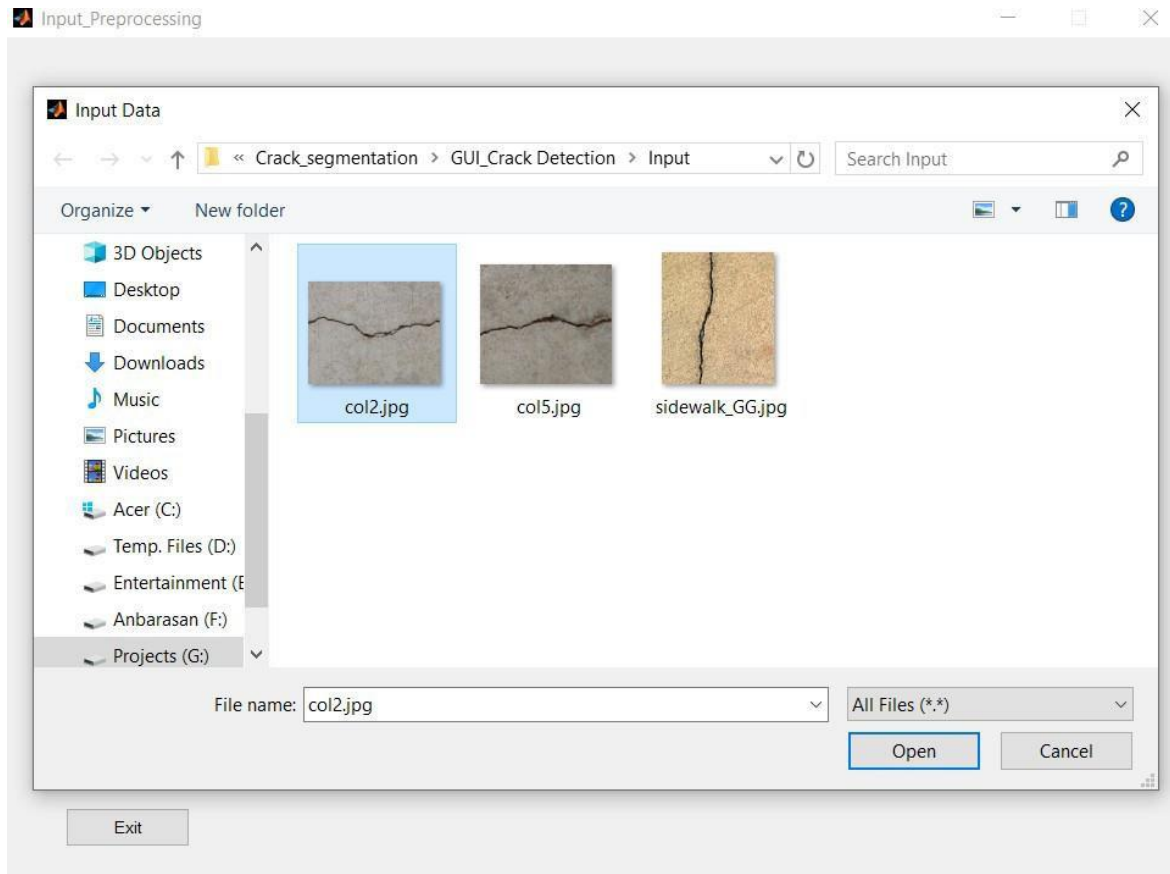 Input_Preprocessing
Input Data
« Crack_segmentation > GUI_Crack Detection > Input
Search Input
Organize
New folder
?
3D Objects
Desktop
Documents
Downloads
Music
Pictures
Videos
Acer (C:)
Temp. Files (D:)
Entertainment (E
Anbarasan (F:)
Projects (G:)
col2.jpg
col5.jpg
sidewalk_GG.jpg
File name:
col2.jpg
All Files (*.*)
Open
Cancel
Exit